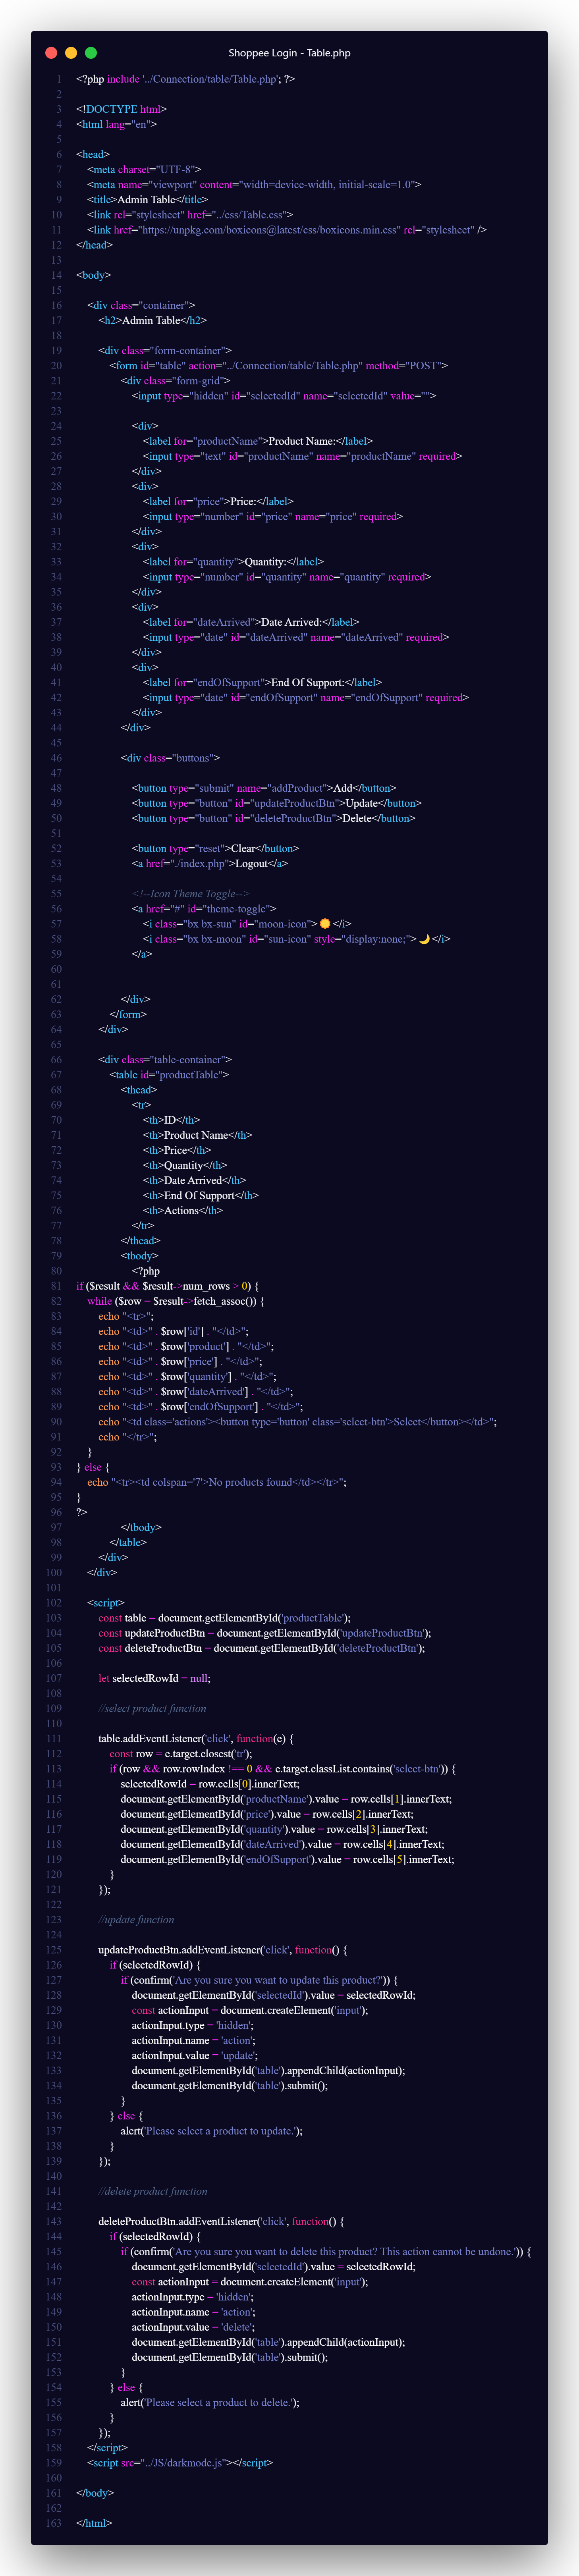 Shoppee Login - Table.php
1 <?php include '../Connection/table/Table.php'; ?>
2
3 <!DOCTYPE html>
4 <html lang="en">
5
6 <head>
7 <meta charset="UTF-8">
8 <meta name="viewport" content="width=device-width, initial-scale=1.0">
9 <title>Admin Table</title>
10 <link rel="stylesheet" href="../css/Table.css">
11 <link href="https://unpkg.com/boxicons@latest/css/boxicons.min.css" rel="stylesheet" />
12 </head>
13
14 <body>
15
16 <div class="container">
17 <h2>Admin Table</h2>
18
19 <div class="form-container">
20 <form id="table" action="../Connection/table/Table.php" method="POST">
21 <div class="form-grid">
22 <input type="hidden" id="selectedId" name="selectedId" value="">
23
24 <div>
25 <label for="productName">Product Name:</label>
26 <input type="text" id="productName" name="productName" required>
27 </div>
28 <div>
29 <label for="price">Price:</label>
30 <input type="number" id="price" name="price" required>
31 </div>
32 <div>
33 <label for="quantity">Quantity:</label>
34 <input type="number" id="quantity" name="quantity" required>
35 </div>
36 <div>
37 <label for="dateArrived">Date Arrived:</label>
38 <input type="date" id="dateArrived" name="dateArrived" required>
39 </div>
40 <div>
41 <label for="endOfSupport">End Of Support:</label>
42 <input type="date" id="endOfSupport" name="endOfSupport" required>
43 </div>
44 </div>
45
46 <div class="buttons">
47
48 <button type="submit" name="addProduct">Add</button>
49 <button type="button" id="updateProductBtn">Update</button>
50 <button type="button" id="deleteProductBtn">Delete</button>
51
52 <button type="reset">Clear</button>
53 <a href="./index.php">Logout</a>
54
55 <!--Icon Theme Toggle-->
56 <a href="#" id="theme-toggle">
57 <i class="bx bx-sun" id="moon-icon">🌞</i>
58 <i class="bx bx-moon" id="sun-icon" style="display:none;">🌙</i>
59 </a>
60
61
62 </div>
63 </form>
64 </div>
65
66 <div class="table-container">
67 <table id="productTable">
68 <thead>
69 <tr>
70 <th>ID</th>
71 <th>Product Name</th>
72 <th>Price</th>
73 <th>Quantity</th>
74 <th>Date Arrived</th>
75 <th>End Of Support</th>
76 <th>Actions</th>
77 </tr>
78 </thead>
79 <tbody>
80 <?php
81 if ($result && $result->num_rows > 0) {
82 while ($row = $result->fetch_assoc()) {
83 echo "<tr>";
84 echo "<td>" . $row['id'] . "</td>";
85 echo "<td>" . $row['product'] . "</td>";
86 echo "<td>" . $row['price'] . "</td>";
87 echo "<td>" . $row['quantity'] . "</td>";
88 echo "<td>" . $row['dateArrived'] . "</td>";
89 echo "<td>" . $row['endOfSupport'] . "</td>";
90 echo "<td class='actions'><button type='button' class='select-btn'>Select</button></td>";
91 echo "</tr>";
92 }
93 } else {
94 echo "<tr><td colspan='7'>No products found</td></tr>";
95 }
96 ?>
97 </tbody>
98 </table>
99 </div>
100 </div>
101
102 <script>
103 const table = document.getElementById('productTable');
104 const updateProductBtn = document.getElementById('updateProductBtn');
105 const deleteProductBtn = document.getElementById('deleteProductBtn');
106
107 let selectedRowId = null;
108
109 //select product function
110
111 table.addEventListener('click', function(e) {
112 const row = e.target.closest('tr');
113 if (row && row.rowIndex !== 0 && e.target.classList.contains('select-btn')) {
114 selectedRowId = row.cells[0].innerText;
115 document.getElementById('productName').value = row.cells[1].innerText;
116 document.getElementById('price').value = row.cells[2].innerText;
117 document.getElementById('quantity').value = row.cells[3].innerText;
118 document.getElementById('dateArrived').value = row.cells[4].innerText;
119 document.getElementById('endOfSupport').value = row.cells[5].innerText;
120 }
121 });
122
123 //update function
124
125 updateProductBtn.addEventListener('click', function() {
126 if (selectedRowId) {
127 if (confirm('Are you sure you want to update this product?')) {
128 document.getElementById('selectedId').value = selectedRowId;
129 const actionInput = document.createElement('input');
130 actionInput.type = 'hidden';
131 actionInput.name = 'action';
132 actionInput.value = 'update';
133 document.getElementById('table').appendChild(actionInput);
134 document.getElementById('table').submit();
135 }
136 } else {
137 alert('Please select a product to update.');
138 }
139 });
140
141 //delete product function
142
143 deleteProductBtn.addEventListener('click', function() {
144 if (selectedRowId) {
145 if (confirm('Are you sure you want to delete this product? This action cannot be undone.')) {
146 document.getElementById('selectedId').value = selectedRowId;
147 const actionInput = document.createElement('input');
148 actionInput.type = 'hidden';
149 actionInput.name = 'action';
150 actionInput.value = 'delete';
151 document.getElementById('table').appendChild(actionInput);
152 document.getElementById('table').submit();
153 }
154 } else {
155 alert('Please select a product to delete.');
156 }
157 });
158 </script>
159 <script src="../JS/darkmode.js"></script>
160
161 </body>
162
163 </html>